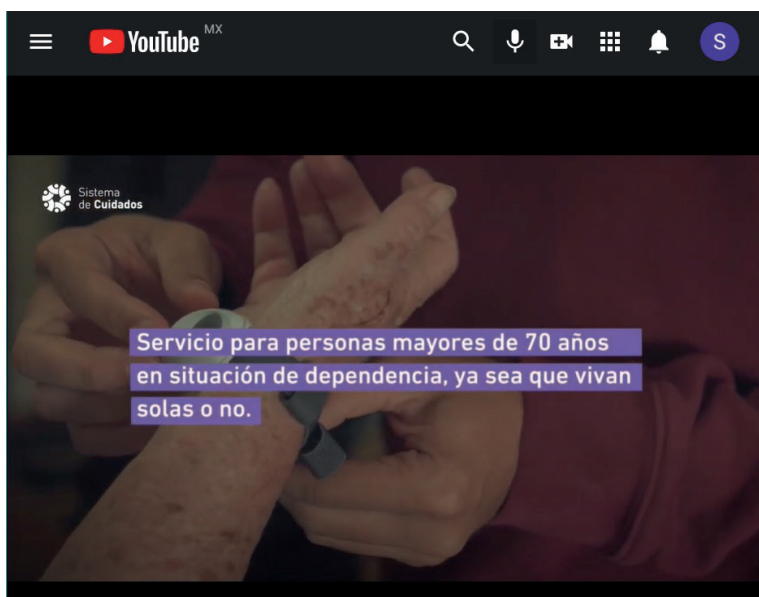 YouTube MX
S
Sistema
de Cuidados
Servicio para personas mayores de 70 años
en situación de dependencia, ya sea que vivan
solas o no.